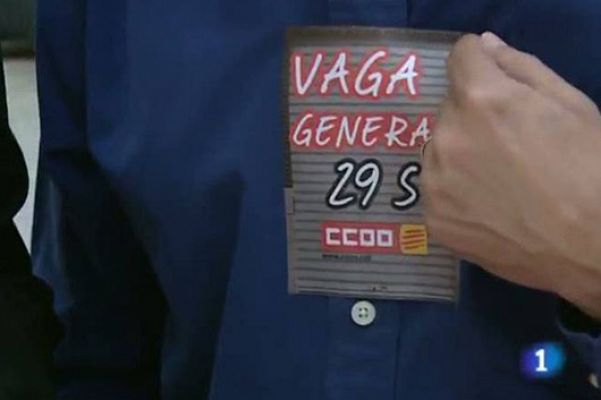 VAGA
GENERA
29 S
CCOO
1